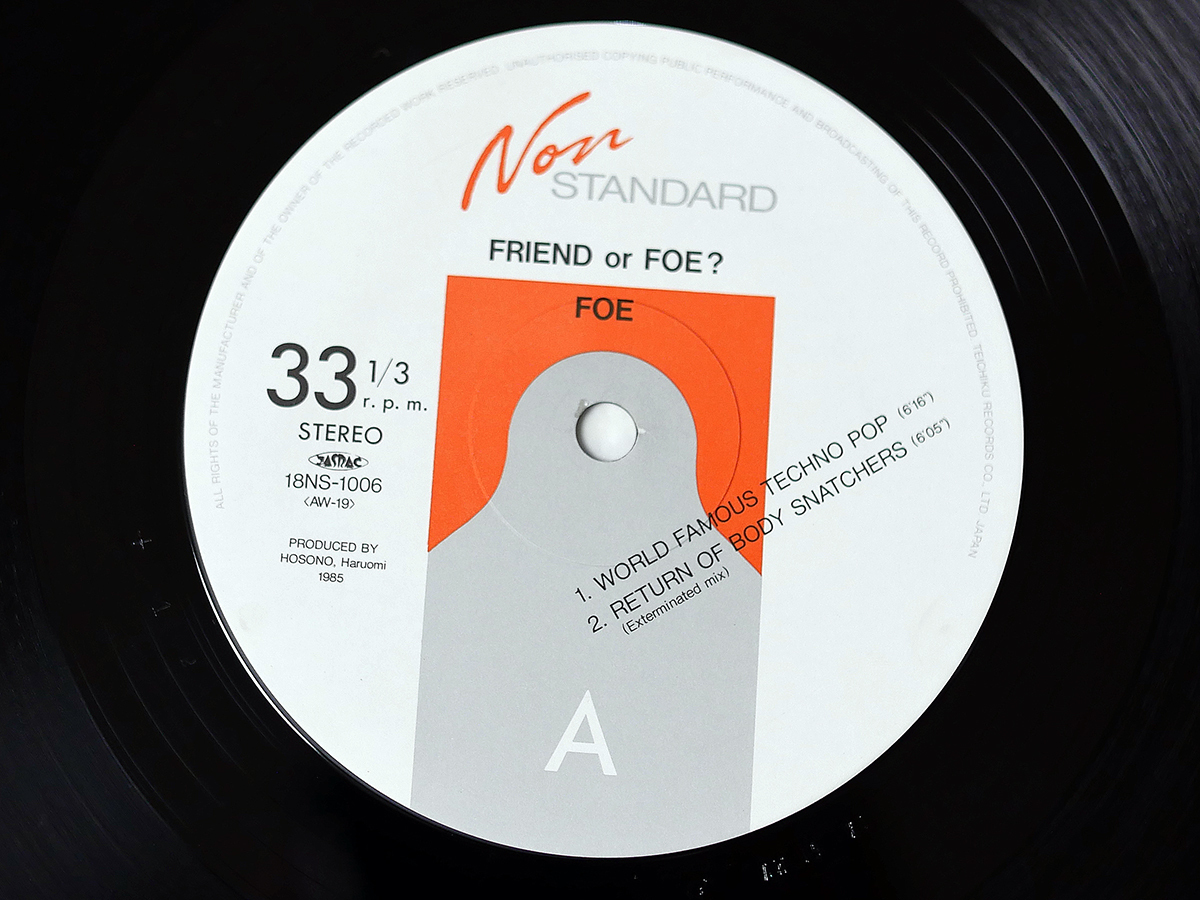 ALL RIGHTS OF THE MANUFACTURER AND OF THE OWNER OF THE RECORDED WORK RESERVED. UNAUTHORISED COPYING PUBLIC PERFORMANCE AND BROADCASTING OF THIS RECORD PROHIBITED. TEICHIKU RECORDS CO., LTD. JAPAN
Non
STANDARD
FRIEND or FOE?
FOE
33 1/3
r. p. m.
STEREO
JASRAC
18NS-1006
〈AW-19〉
PRODUCED BY
HOSONO, Haruomi
1985
1. WORLD FAMOUS TECHNO POP (6'16")
2. RETURN OF BODY SNATCHERS (6'05")
(Exterminated mix)
A